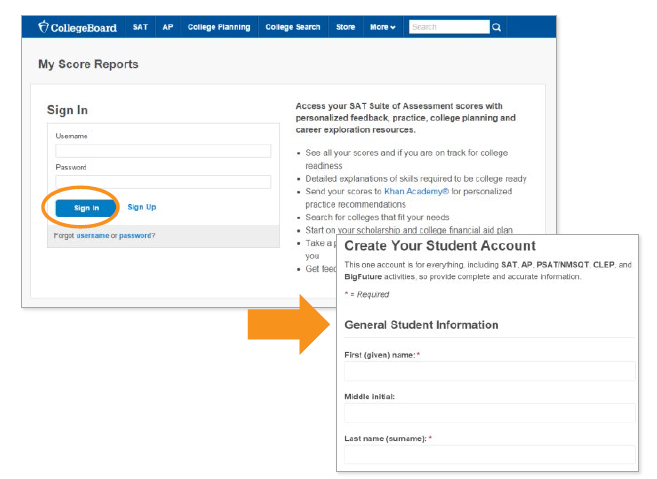 CollegeBoard SAT AP College Planning College Search Store More Search
My Score Reports
Sign In
Username
Password
Sign In Sign Up
Forgot username or password?
Access your SAT Suite of Assessment scores with
personalized feedback, practice, college planning and
career exploration resources.
• See all your scores and if you are on track for college
readiness
• Detailed explanations of skills required to be college ready
• Send your scores to Khan Academy® for personalized
practice recommendations
• Search for colleges that fit your needs
• Start on your scholarship and college financial aid plan
• Take a
you
• Get
Create Your Student Account
This one account is for everything, including SAT, AP, PSAT/NMSQT, CLEP, and
BigFuture activities, so provide complete and accurate information.
* = Required
General Student Information
First (given) name: *
Middle initial:
Last name (surname): *